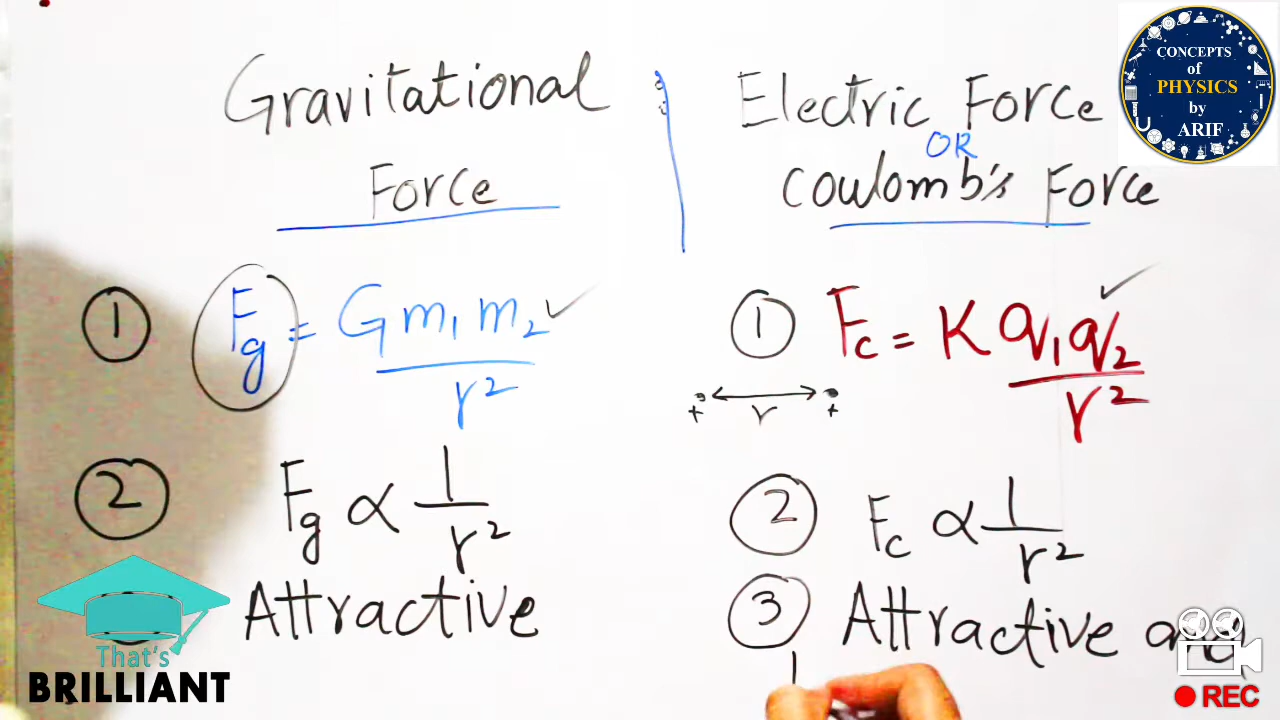 Gravitational
Force
Electric Force
OR
Coulomb's Force
① Fg = Gm₁m₂ ✓
r²
① Fc = K q₁q₂ ✓
r²
+ r +
② Fg ∝ 1
r²
② Fc ∝ 1
r²
Attractive
③ Attractive and
CONCEPTS
of
PHYSICS
by
ARIF
That's
BRILLIANT
REC